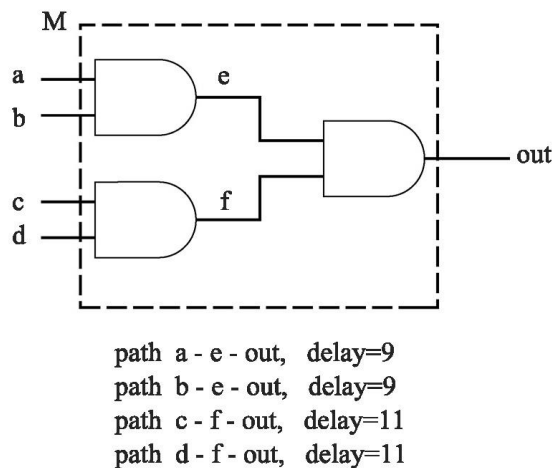 M
a
e
b
out
c
f
d
path a - e - out, delay=9
path b - e - out, delay=9
path c - f - out, delay=11
path d - f - out, delay=11